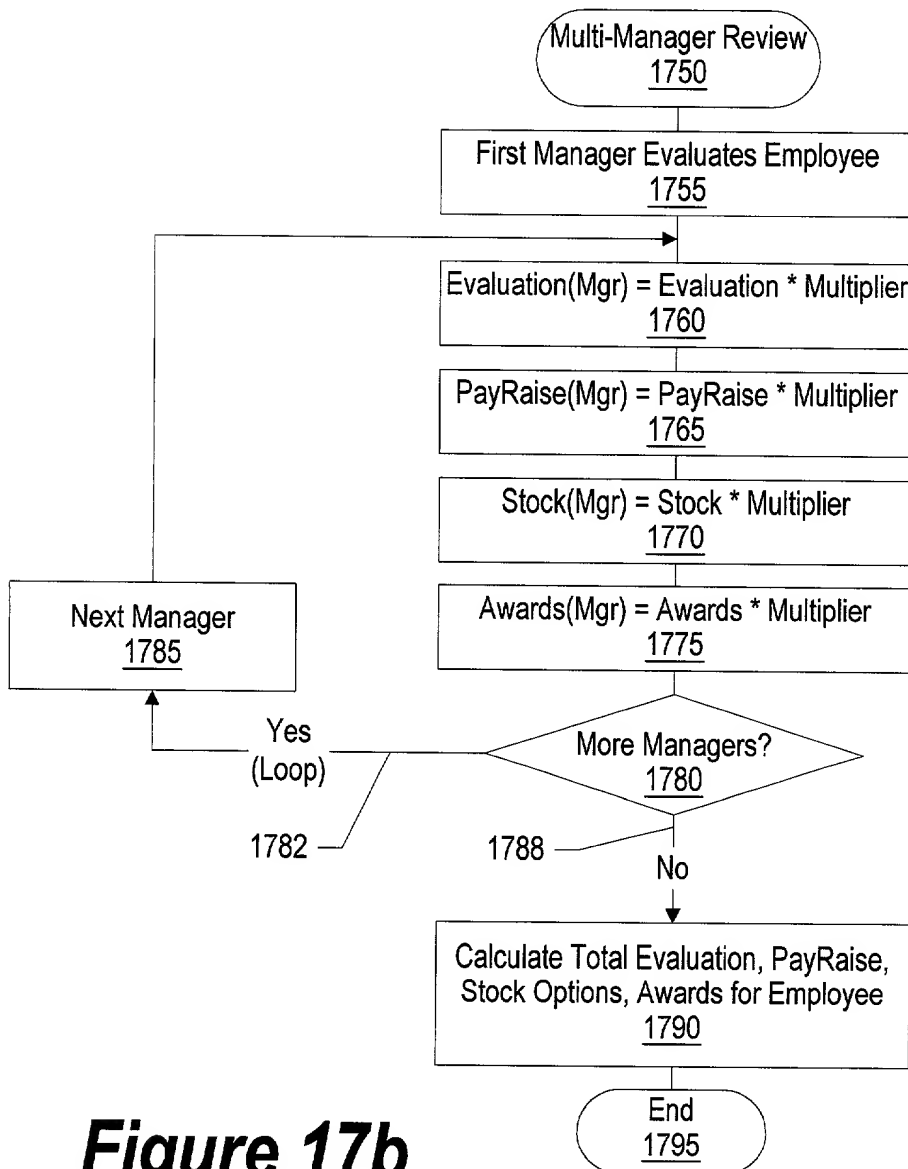 Multi-Manager Review
1750
First Manager Evaluates Employee
1755
Evaluation(Mgr) = Evaluation * Multiplier
1760
PayRaise(Mgr) = PayRaise * Multiplier
1765
Stock(Mgr) = Stock * Multiplier
1770
Awards(Mgr) = Awards * Multiplier
1775
Next Manager
1785
More Managers?
1780
Yes
(Loop)
1782
1788
No
Calculate Total Evaluation, PayRaise,
Stock Options, Awards for Employee
1790
End
1795
Figure 17b